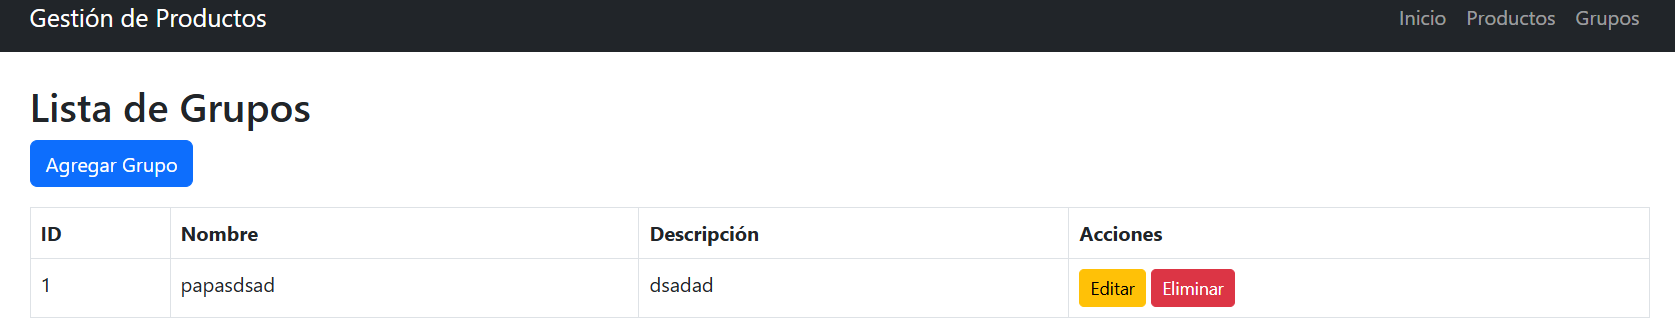 Gestión de Productos Inicio Productos Grupos
Lista de Grupos
Agregar Grupo
ID Nombre Descripción Acciones
1 papasdsad dsadad Editar Eliminar